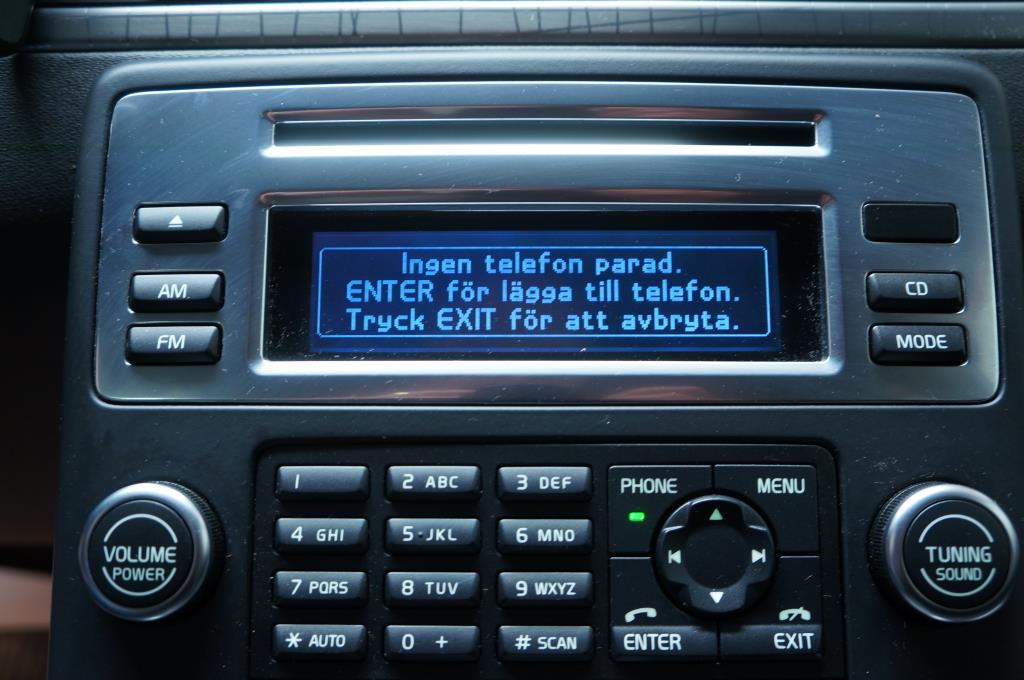 Ingen telefon parad.
ENTER för lägga till telefon.
Tryck EXIT för att avbryta.
AM
FM
CD
MODE
VOLUME
POWER
1
2 ABC
3 DEF
4 GHI
5 JKL
6 MNO
7 PQRS
8 TUV
9 WXYZ
* AUTO
0 +
# SCAN
PHONE
MENU
ENTER
EXIT
TUNING
SOUND